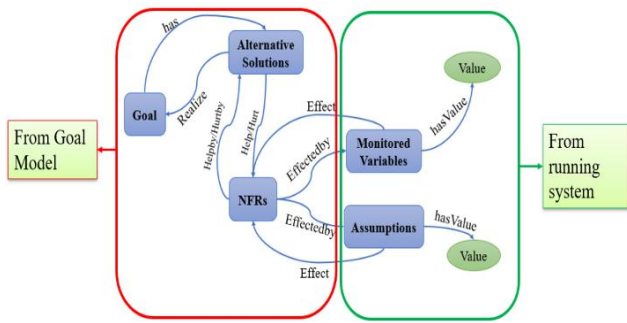 has
Alternative
Solutions
Goal
Realize
Helpby/Hurtby
Help/Hurt
NFRs
From Goal
Model
Effect
Effectedby
Monitored
Variables
hasValue
Value
Effectedby
Assumptions
hasValue
Value
Effect
From
running
system